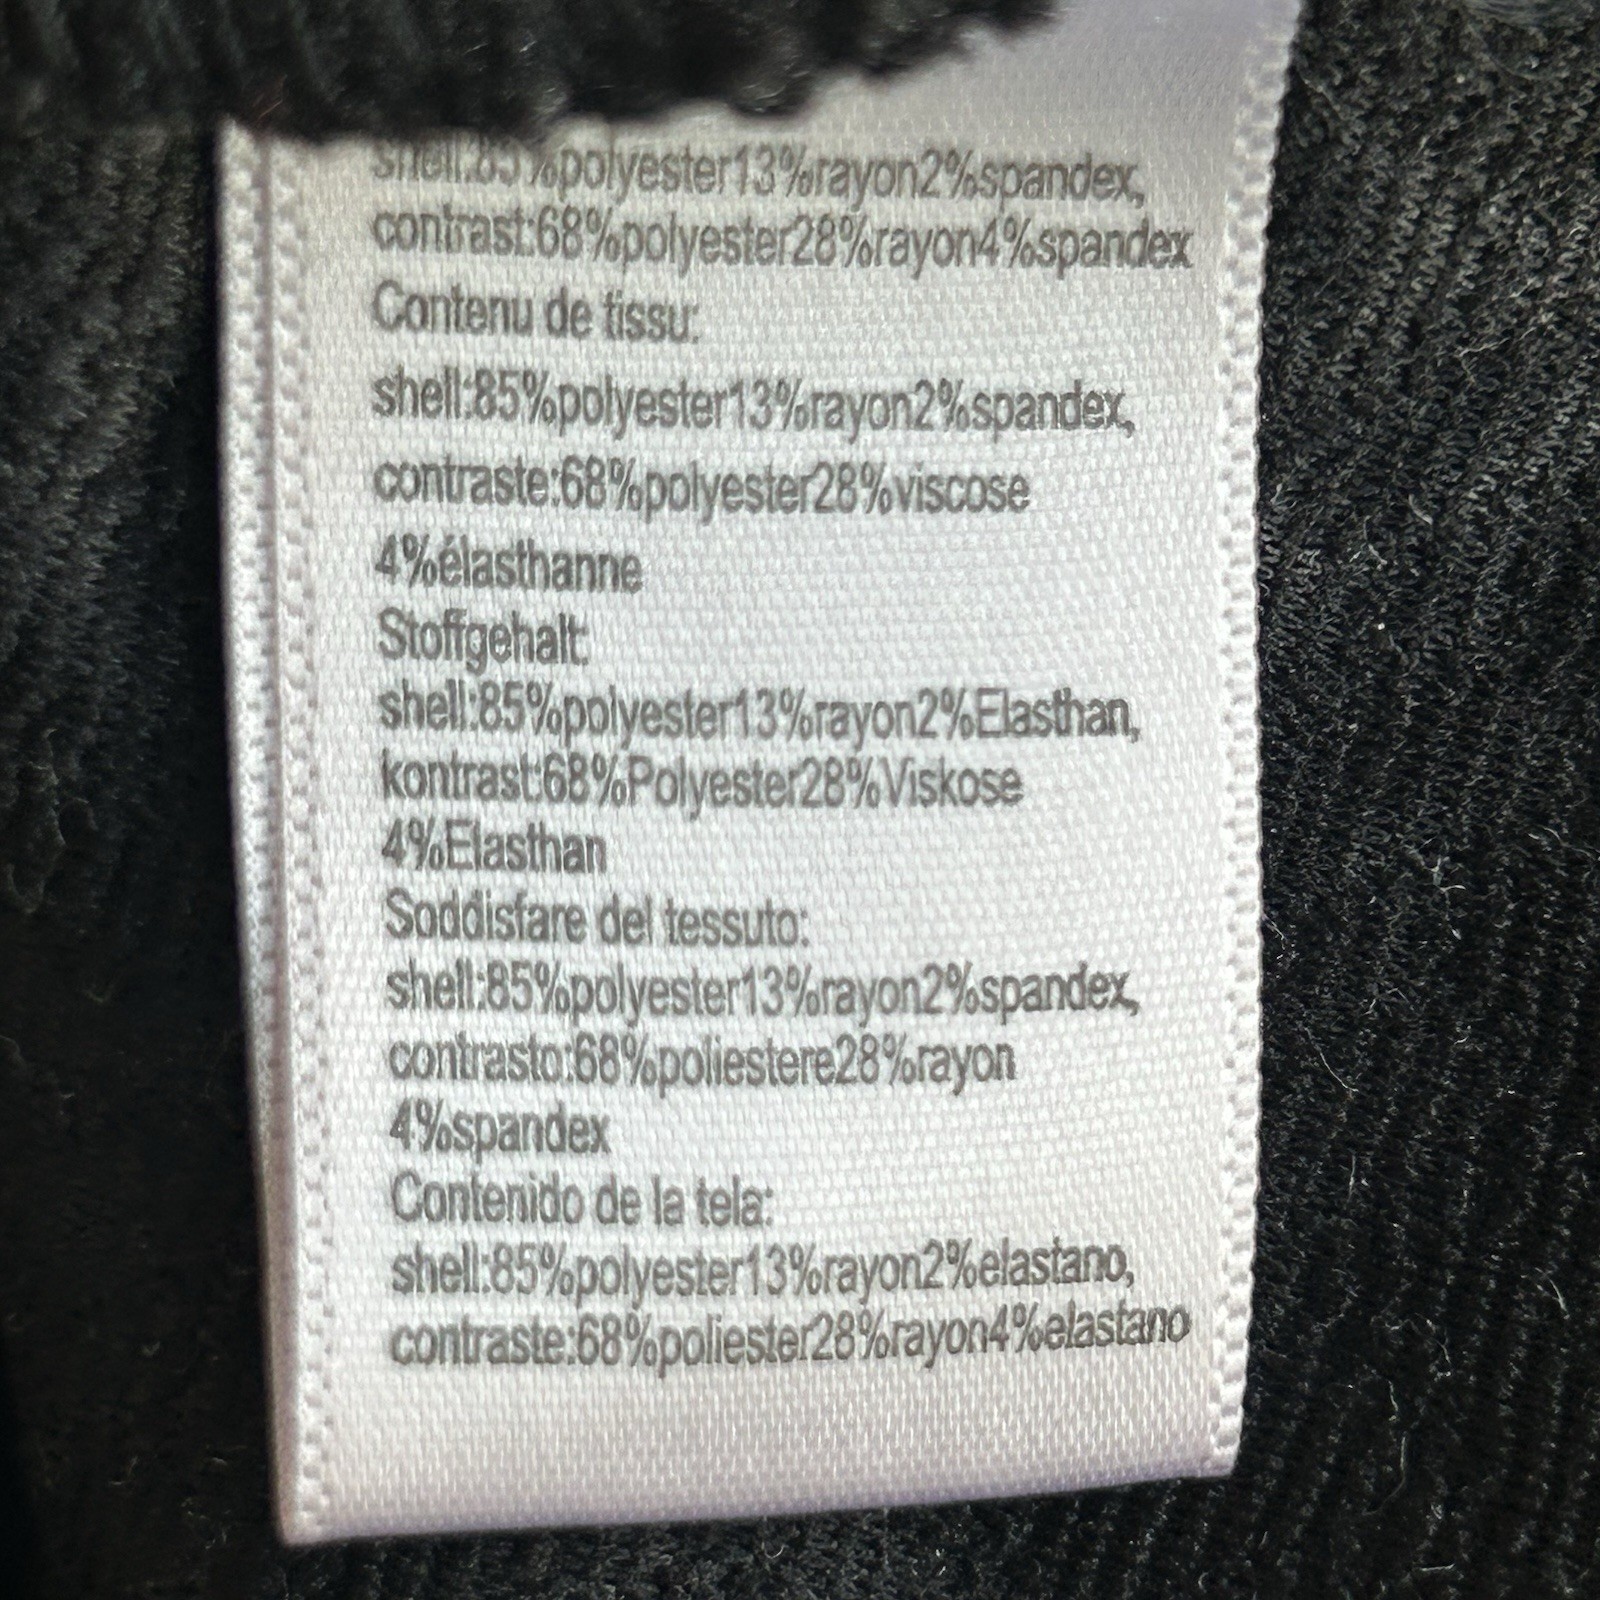 shell:85%polyester13%rayon2%spandex,
contrast:68%polyester28%rayon4%spandex
Contenu de tissu:
shell:85%polyester13%rayon2%spandex,
contraste:68%polyester28%viscose
4%élasthanne
Stoffgehalt:
shell:85%polyester13%rayon2%Elasthan,
kontrast:68%Polyester28%Viskose
4%Elasthan
Soddisfare del tessuto:
shell:85%polyester13%rayon2%spandex,
contrasto:68%poliestere28%rayon
4%spandex
Contenido de la tela:
shell:85%polyester13%rayon2%elastano,
contraste:68%poliester28%rayon4%elastano